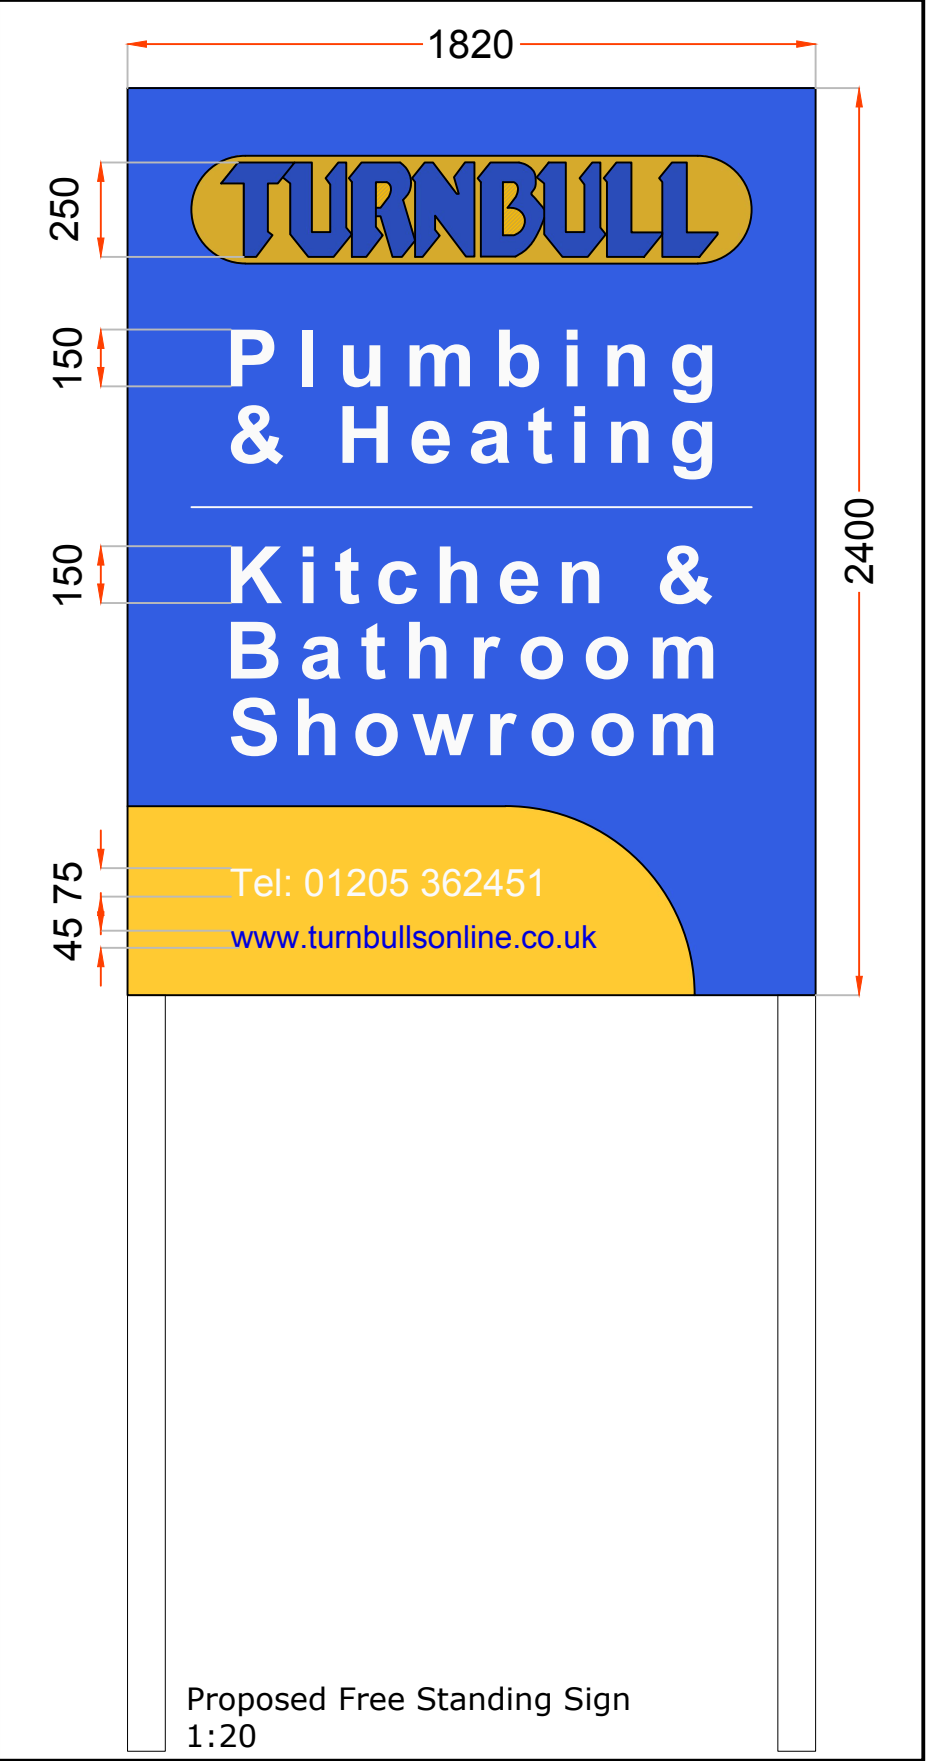 1820
250
TURNBULL
150
Plumbing
& Heating
2400
150
Kitchen &
Bathroom
Showroom
75
Tel: 01205 362451
45
www.turnbullsonline.co.uk
Proposed Free Standing Sign
1:20